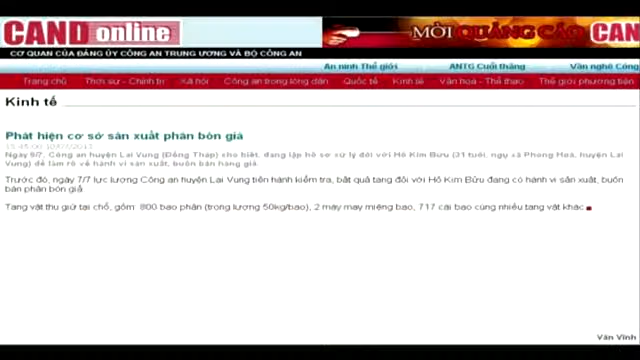 CAND online
MỜI QUẢNG CÁO CAN
CƠ QUAN CỦA ĐẢNG ỦY CÔNG AN TRUNG ƯƠNG VÀ BỘ CÔNG AN
An ninh Thế giới ANTG Cuối tháng Văn nghệ Công
Trang chủ Thời sự - Chính trị Xã hội Công an trong lòng dân Quốc tế Kinh tế Văn hóa - Thể thao Thế giới phương tiện
Kinh tế
Phát hiện cơ sở sản xuất phân bón giả
15:45:00 10/07/2013
Ngày 9/7, Công an huyện Lai Vung (Đồng Tháp) cho biết, đang lập hồ sơ xử lý đối với Hồ Kim Bửu (31 tuổi, ngụ xã Phong Hoà, huyện Lai
Vung) để làm rõ về hành vi sản xuất, buôn bán hàng giả.
Trước đó, ngày 7/7 lực lượng Công an huyện Lai Vung tiến hành kiểm tra, bắt quả tang đối với Hồ Kim Bửu đang có hành vi sản xuất, buôn
bán phân bón giả.
Tang vật thu giữ tại chỗ, gồm 800 bao phân (trọng lượng 50kg/bao), 2 máy may miệng bao, 717 cái bao cùng nhiều tang vật khác
Văn Vĩnh